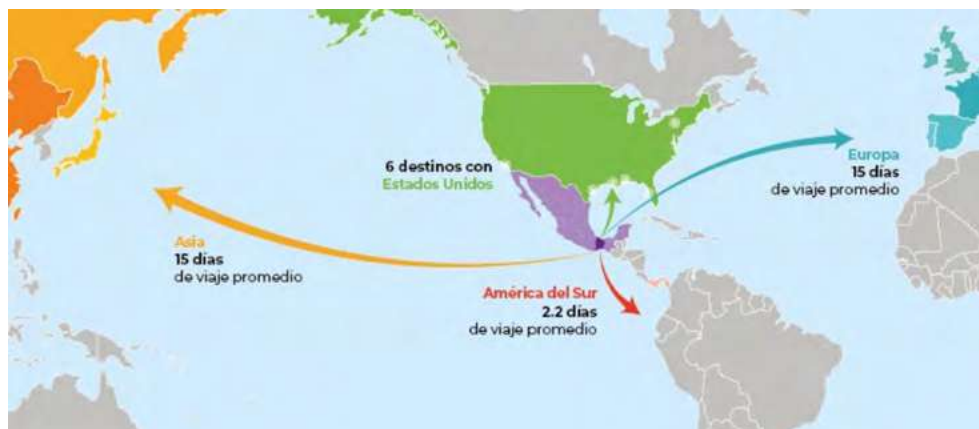 6 destinos con
Estados Unidos
Europa
15 días
de viaje promedio
Asia
15 días
de viaje promedio
América del Sur
2.2 días
de viaje promedio